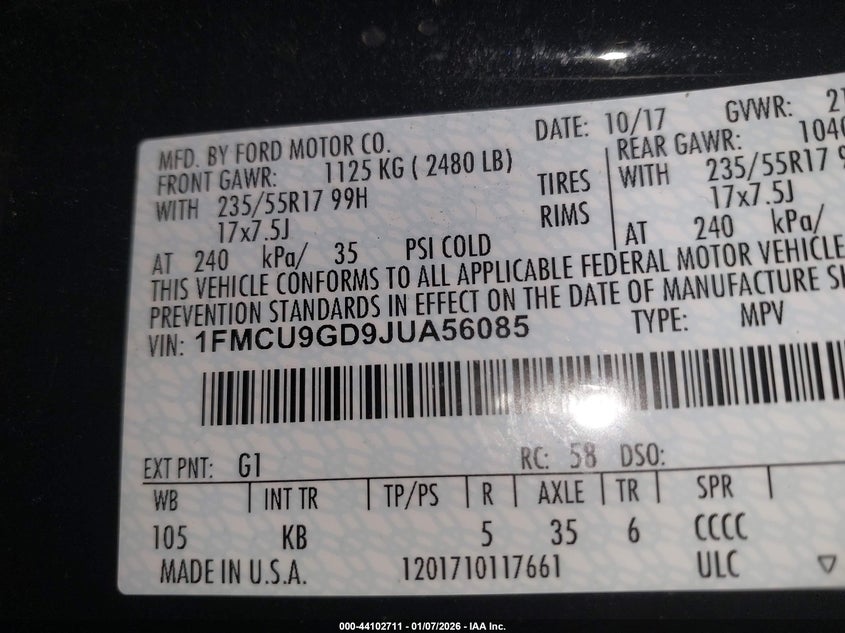 MFD. BY FORD MOTOR CO.
DATE: 10/17
GVWR:
FRONT GAWR: 1125 KG ( 2480 LB)
REAR GAWR:
WITH 235/55R17 99H
TIRES
WITH 235/55R17
17x7.5J
RIMS
17x7.5J
AT 240 kPa/ 35 PSI COLD
AT 240 kPa/
THIS VEHICLE CONFORMS TO ALL APPLICABLE FEDERAL MOTOR VEHICLE
PREVENTION STANDARDS IN EFFECT ON THE DATE OF MANUFACTURE
VIN: 1FMCU9GD9JUA56085
TYPE: MPV
EXT PNT: G1
RC: 58 DSO:
WB INT TR TP/PS R AXLE TR SPR
105 KB 5 35 6 CCCC
MADE IN U.S.A. 1201710117661 ULC
000-44102711 - 01/07/2026 - IAA Inc.